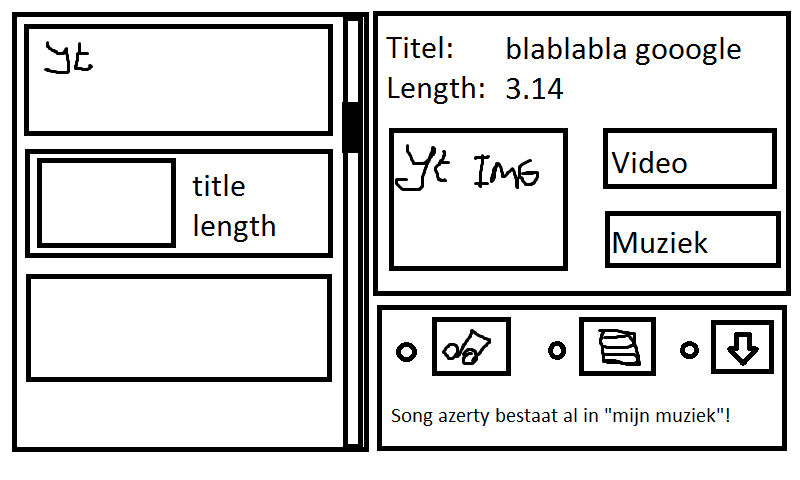 yt
title
length
Titel: blablabla gooogle
Length: 3.14
yt IMG
Video
Muziek
Song azerty bestaat al in "mijn muziek"!